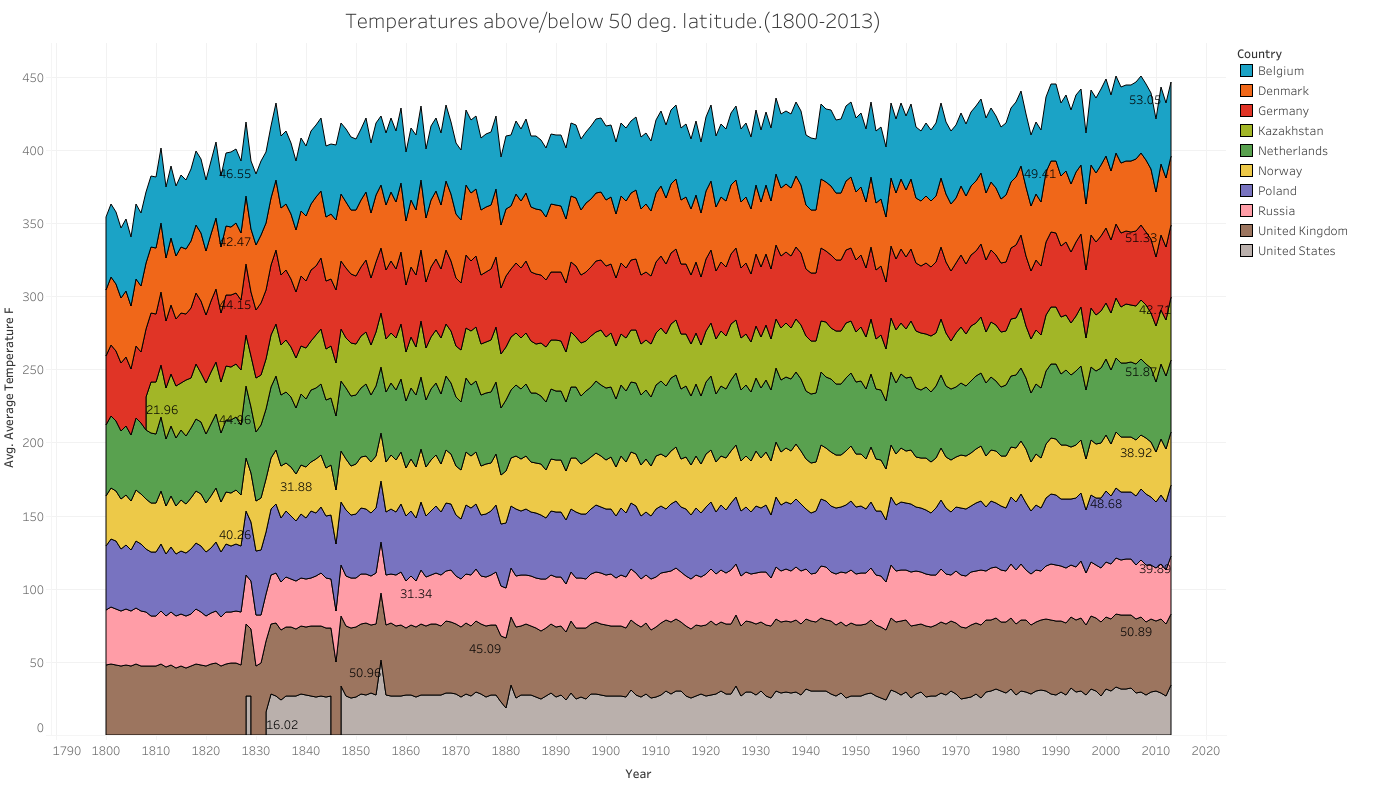 Temperatures above/below 50 deg. latitude.(1800-2013)
Country
Belgium
Denmark
Germany
Kazakhstan
Netherlands
Norway
Poland
Russia
United Kingdom
United States
Avg. Average Temperature F
450
400
350
300
250
200
150
100
50
0
53.05
46.55
49.41
42.47
51.33
44.15
42.71
51.87
21.96
44.96
38.92
31.88
48.68
40.26
39.89
31.34
50.89
45.09
50.96
16.02
1790 1800 1810 1820 1830 1840 1850 1860 1870 1880 1890 1900 1910 1920 1930 1940 1950 1960 1970 1980 1990 2000 2010 2020
Year